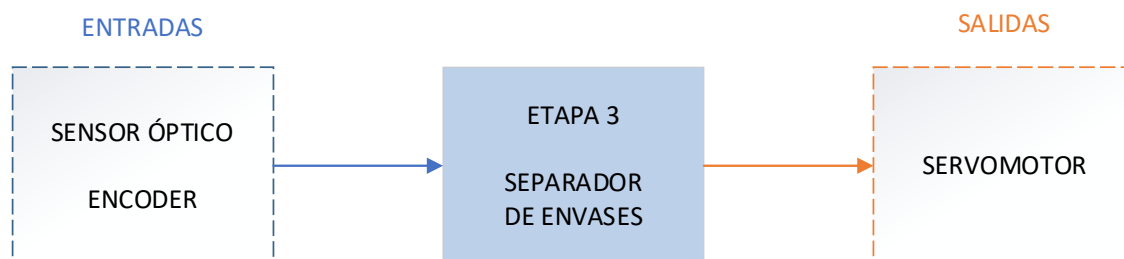 ENTRADAS
SALIDAS
SENSOR ÓPTICO
ENCODER
ETAPA 3
SEPARADOR
DE ENVASES
SERVOMOTOR